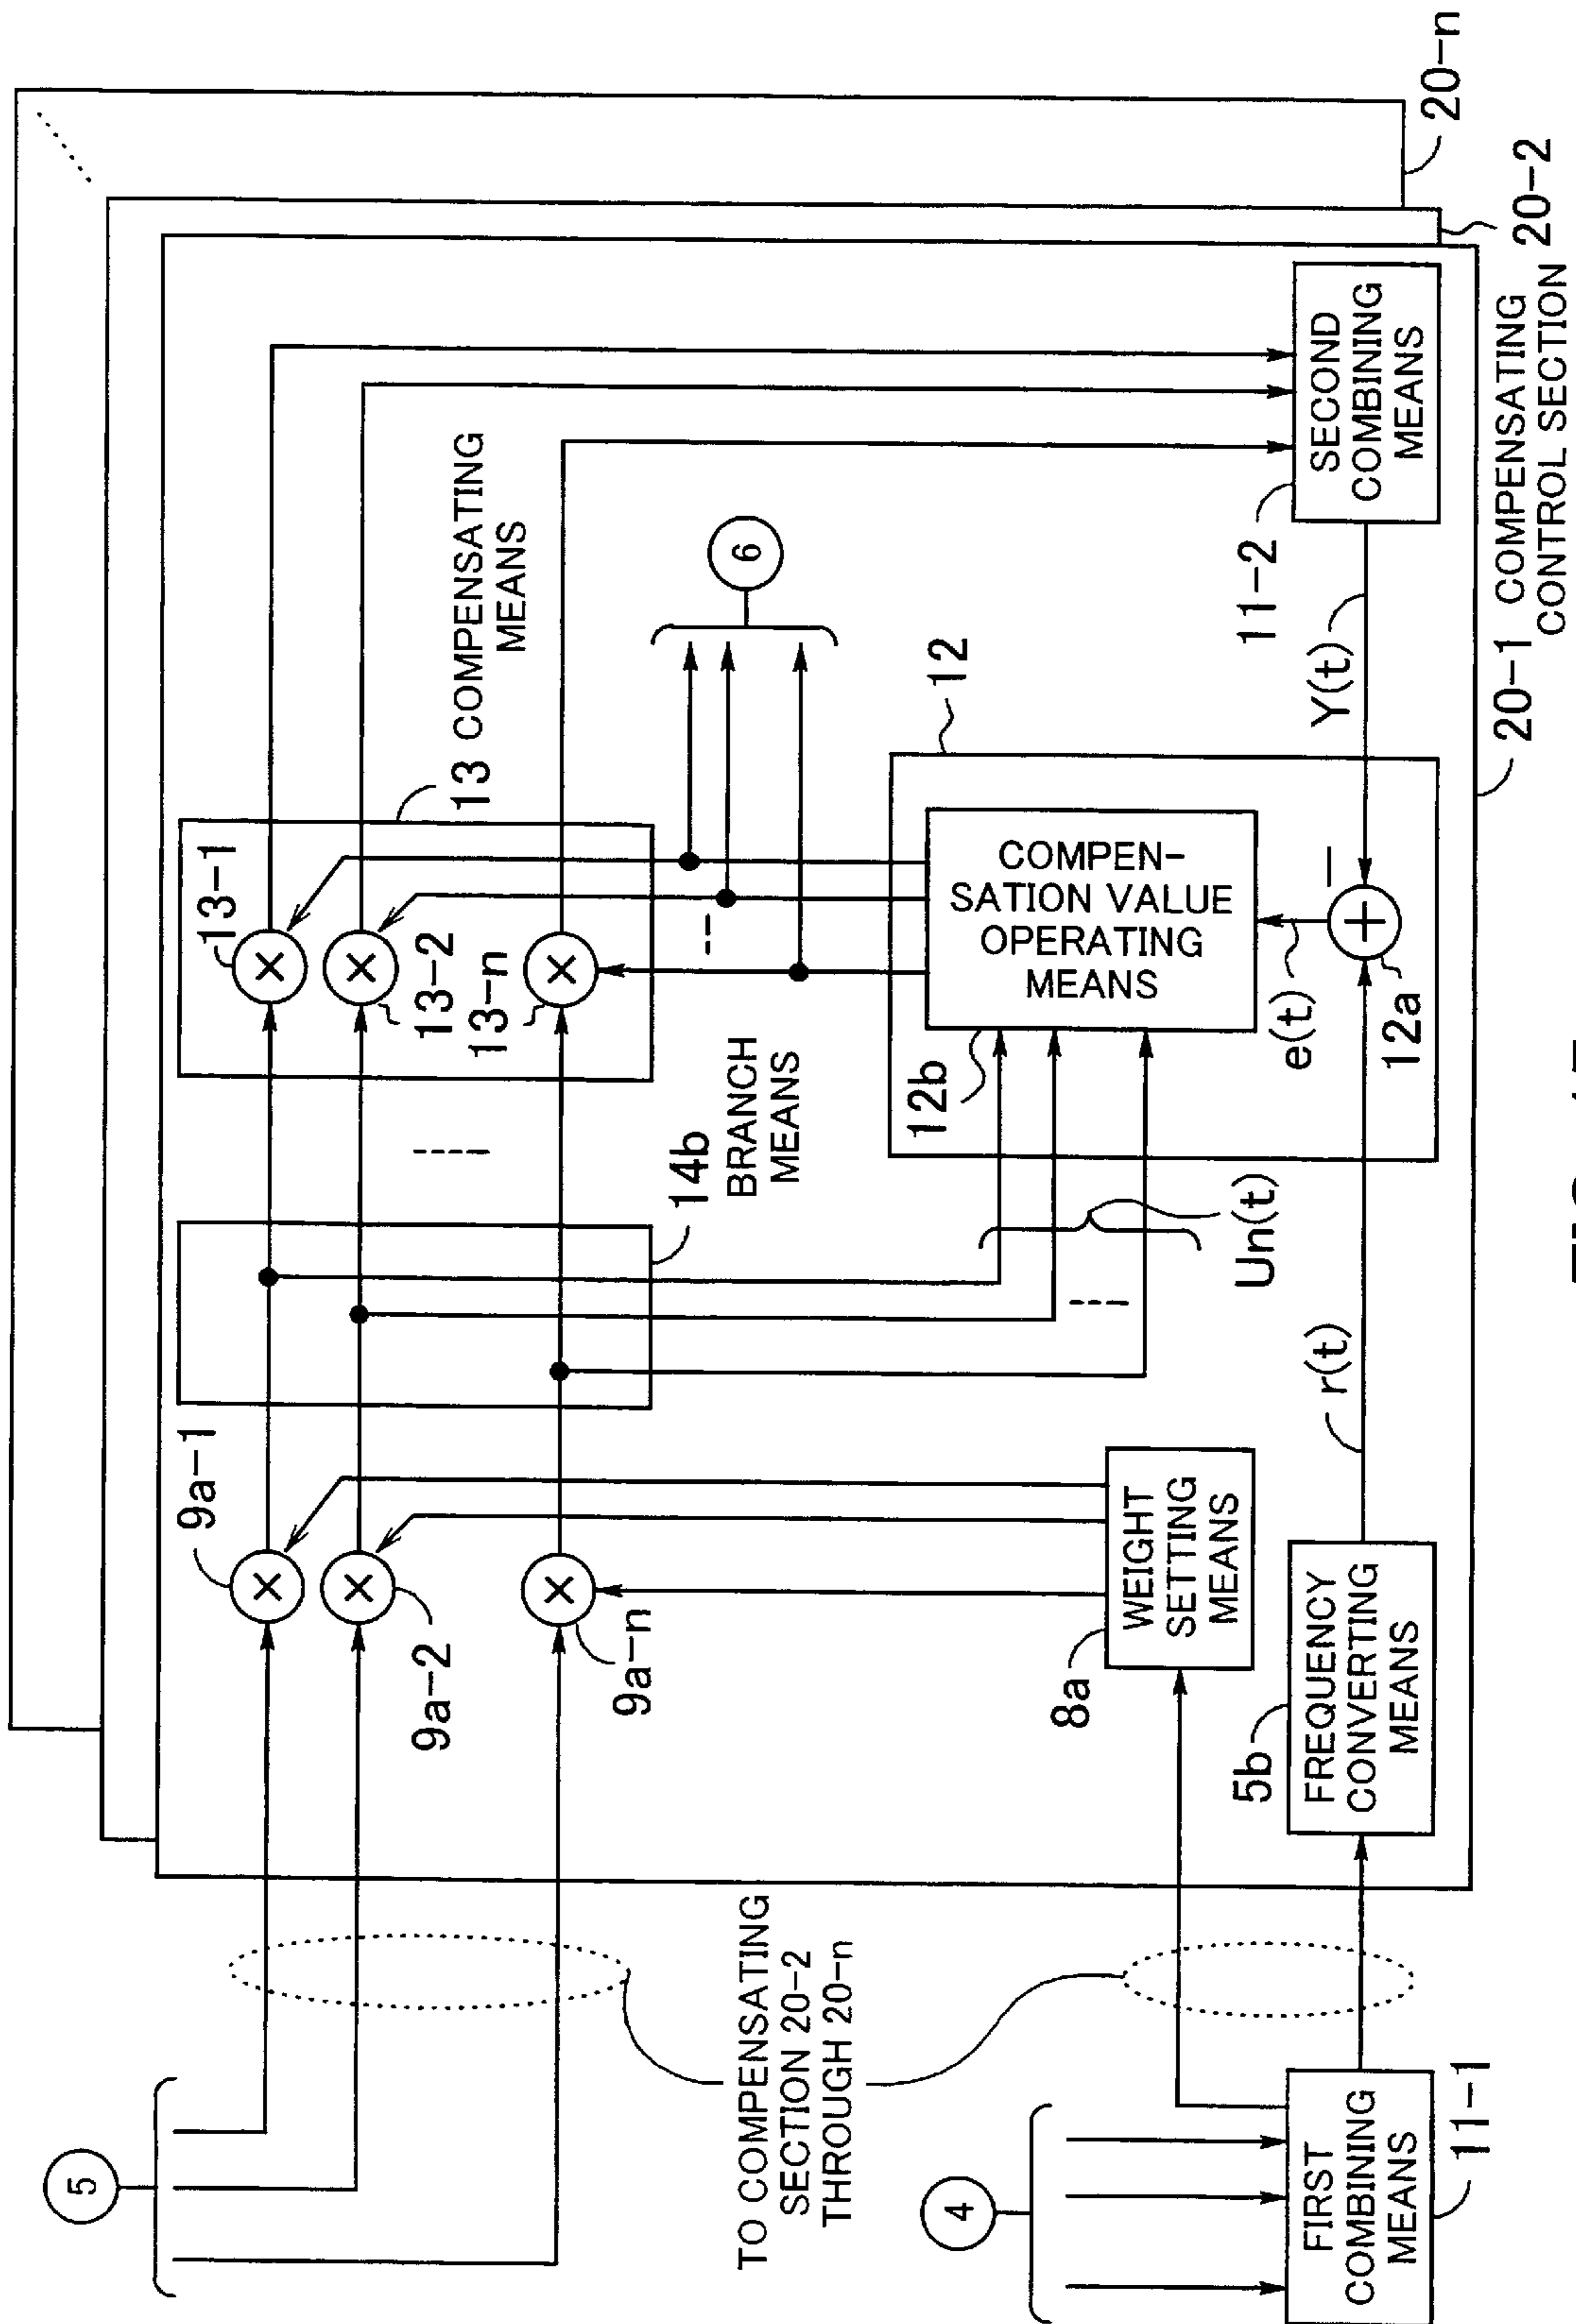 5
4
TO COMPENSATING
SECTION 20-2
THROUGH 20-n
FIRST
COMBINING
MEANS
11-1
9a-1
9a-2
9a-n
WEIGHT
SETTING
MEANS
8a
FREQUENCY
CONVERTING
MEANS
5b
r(t)
14b
BRANCH
MEANS
Un(t)
13-1
13-2
13-n
13 COMPENSATING
MEANS
6
12
COMPEN-
SATION VALUE
OPERATING
MEANS
12b
e(t)
12a
+
−
×
×
×
×
×
×
Y(t)
SECOND
COMBINING
MEANS
11-2
20-1 COMPENSATING
CONTROL SECTION
20-2
20-n